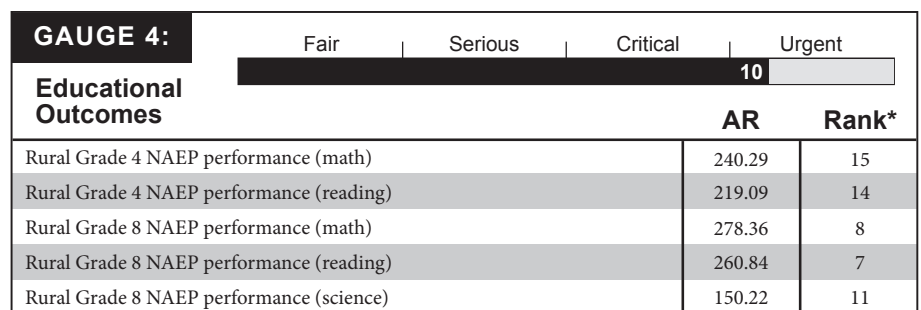 GAUGE 4:
Fair | Serious | Critical | Urgent
10
Educational
Outcomes
AR Rank*
Rural Grade 4 NAEP performance (math) 240.29 15
Rural Grade 4 NAEP performance (reading) 219.09 14
Rural Grade 8 NAEP performance (math) 278.36 8
Rural Grade 8 NAEP performance (reading) 260.84 7
Rural Grade 8 NAEP performance (science) 150.22 11